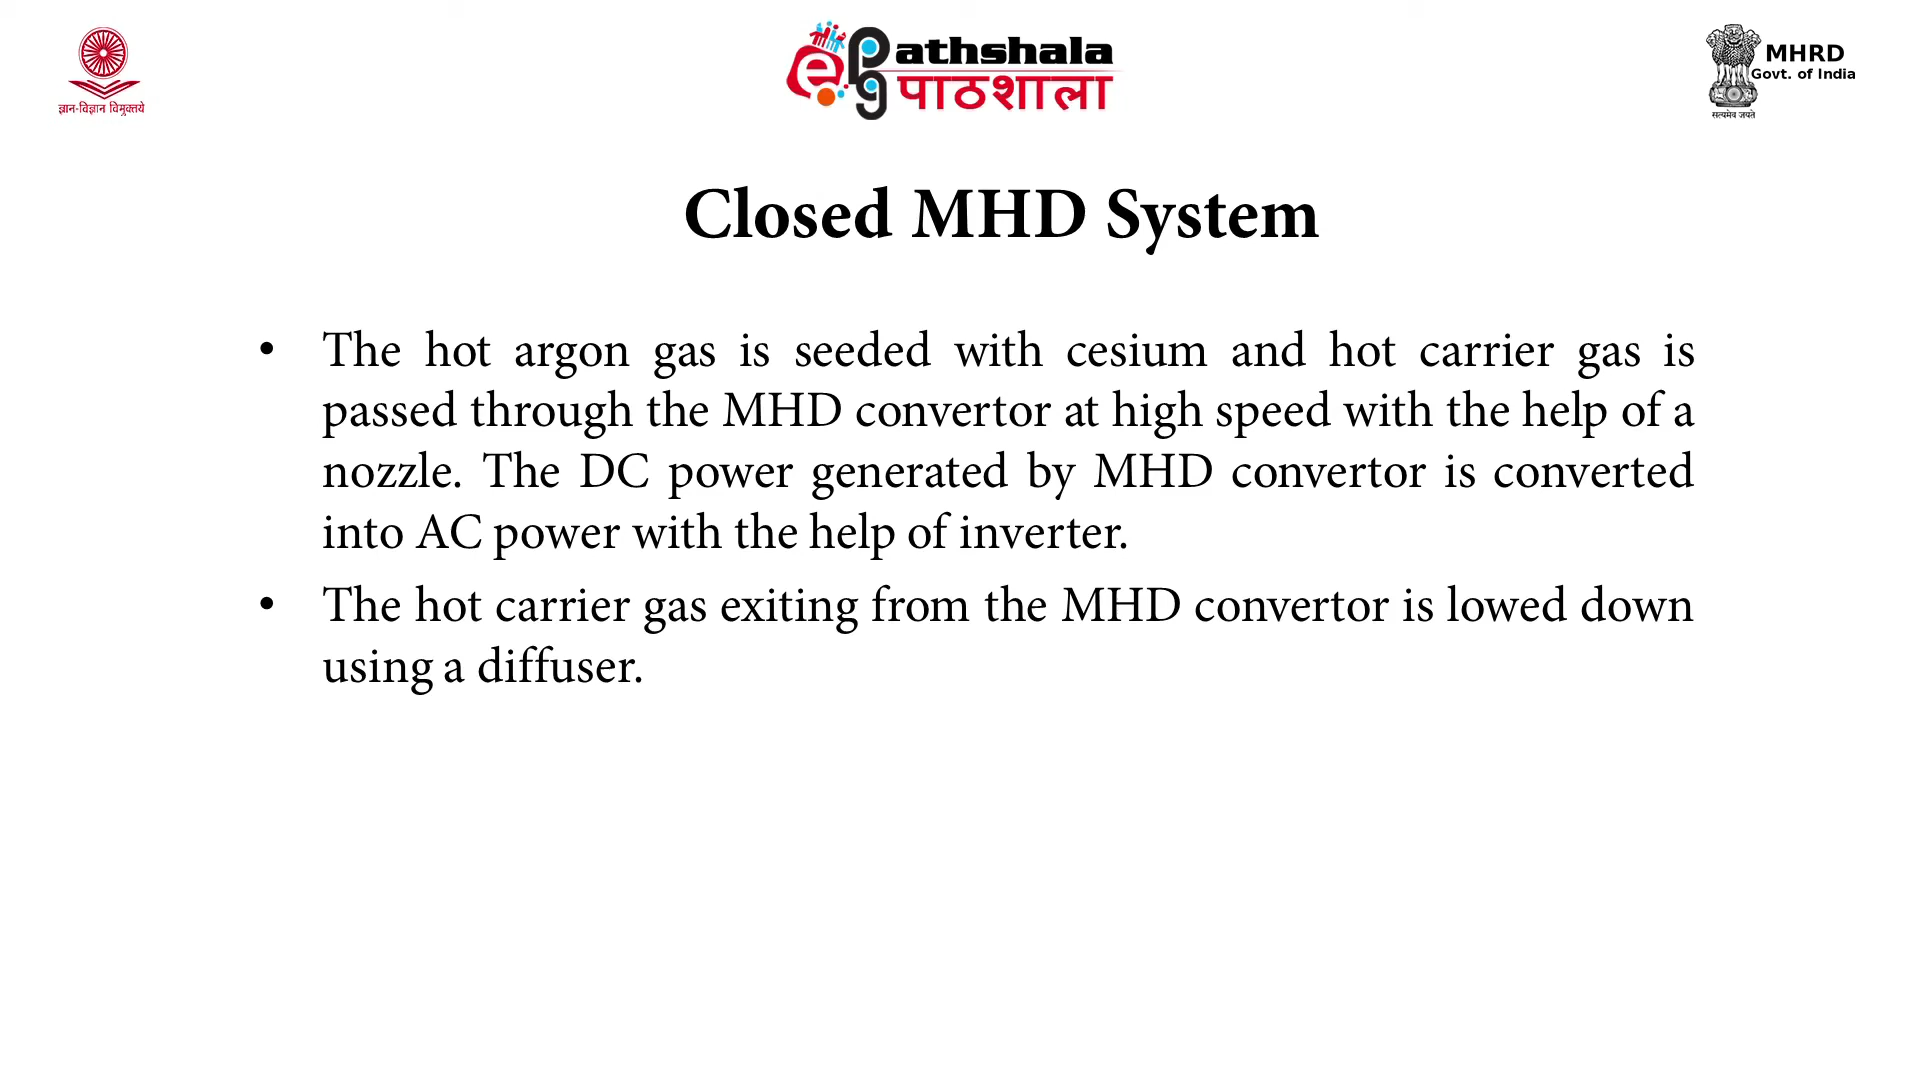 ज्ञान-विज्ञान विमुक्तये
e PG athshala
पाठशाला
MHRD
Govt. of India
सत्यमेव जयते
Closed MHD System
• The hot argon gas is seeded with cesium and hot carrier gas is
passed through the MHD convertor at high speed with the help of a
nozzle. The DC power generated by MHD convertor is converted
into AC power with the help of inverter.
• The hot carrier gas exiting from the MHD convertor is lowed down
using a diffuser.